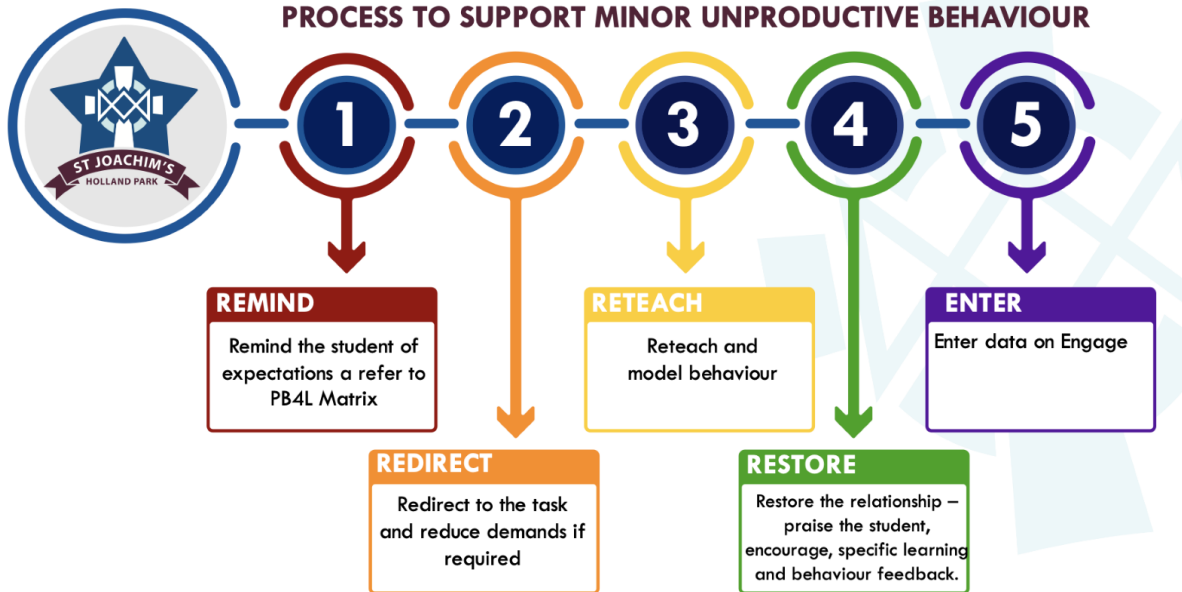 PROCESS TO SUPPORT MINOR UNPRODUCTIVE BEHAVIOUR
ST JOACHIM'S
HOLLAND PARK
1
2
3
4
5
REMIND
Remind the student of
expectations a refer to
PB4L Matrix
REDIRECT
Redirect to the task
and reduce demands if
required
RETEACH
Reteach and
model behaviour
RESTORE
Restore the relationship –
praise the student,
encourage, specific learning
and behaviour feedback.
ENTER
Enter data on Engage